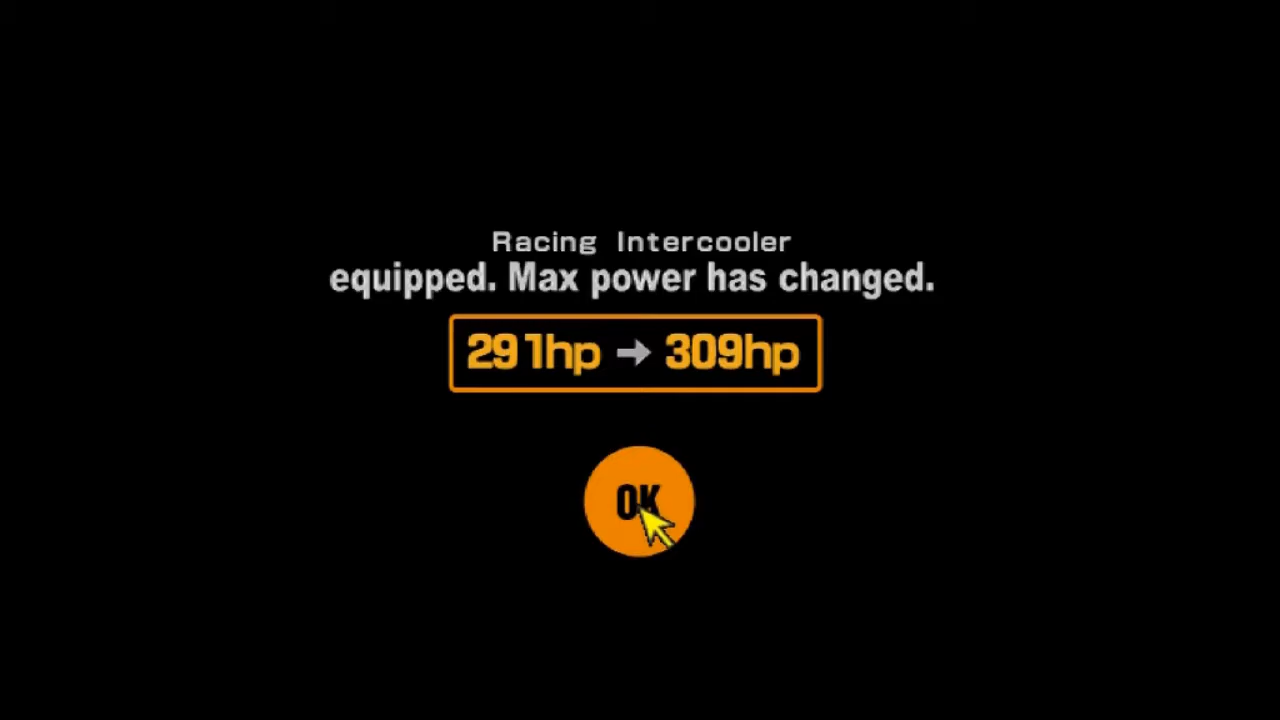 Racing Intercooler
equipped. Max power has changed.
291hp ➡ 309hp
OK